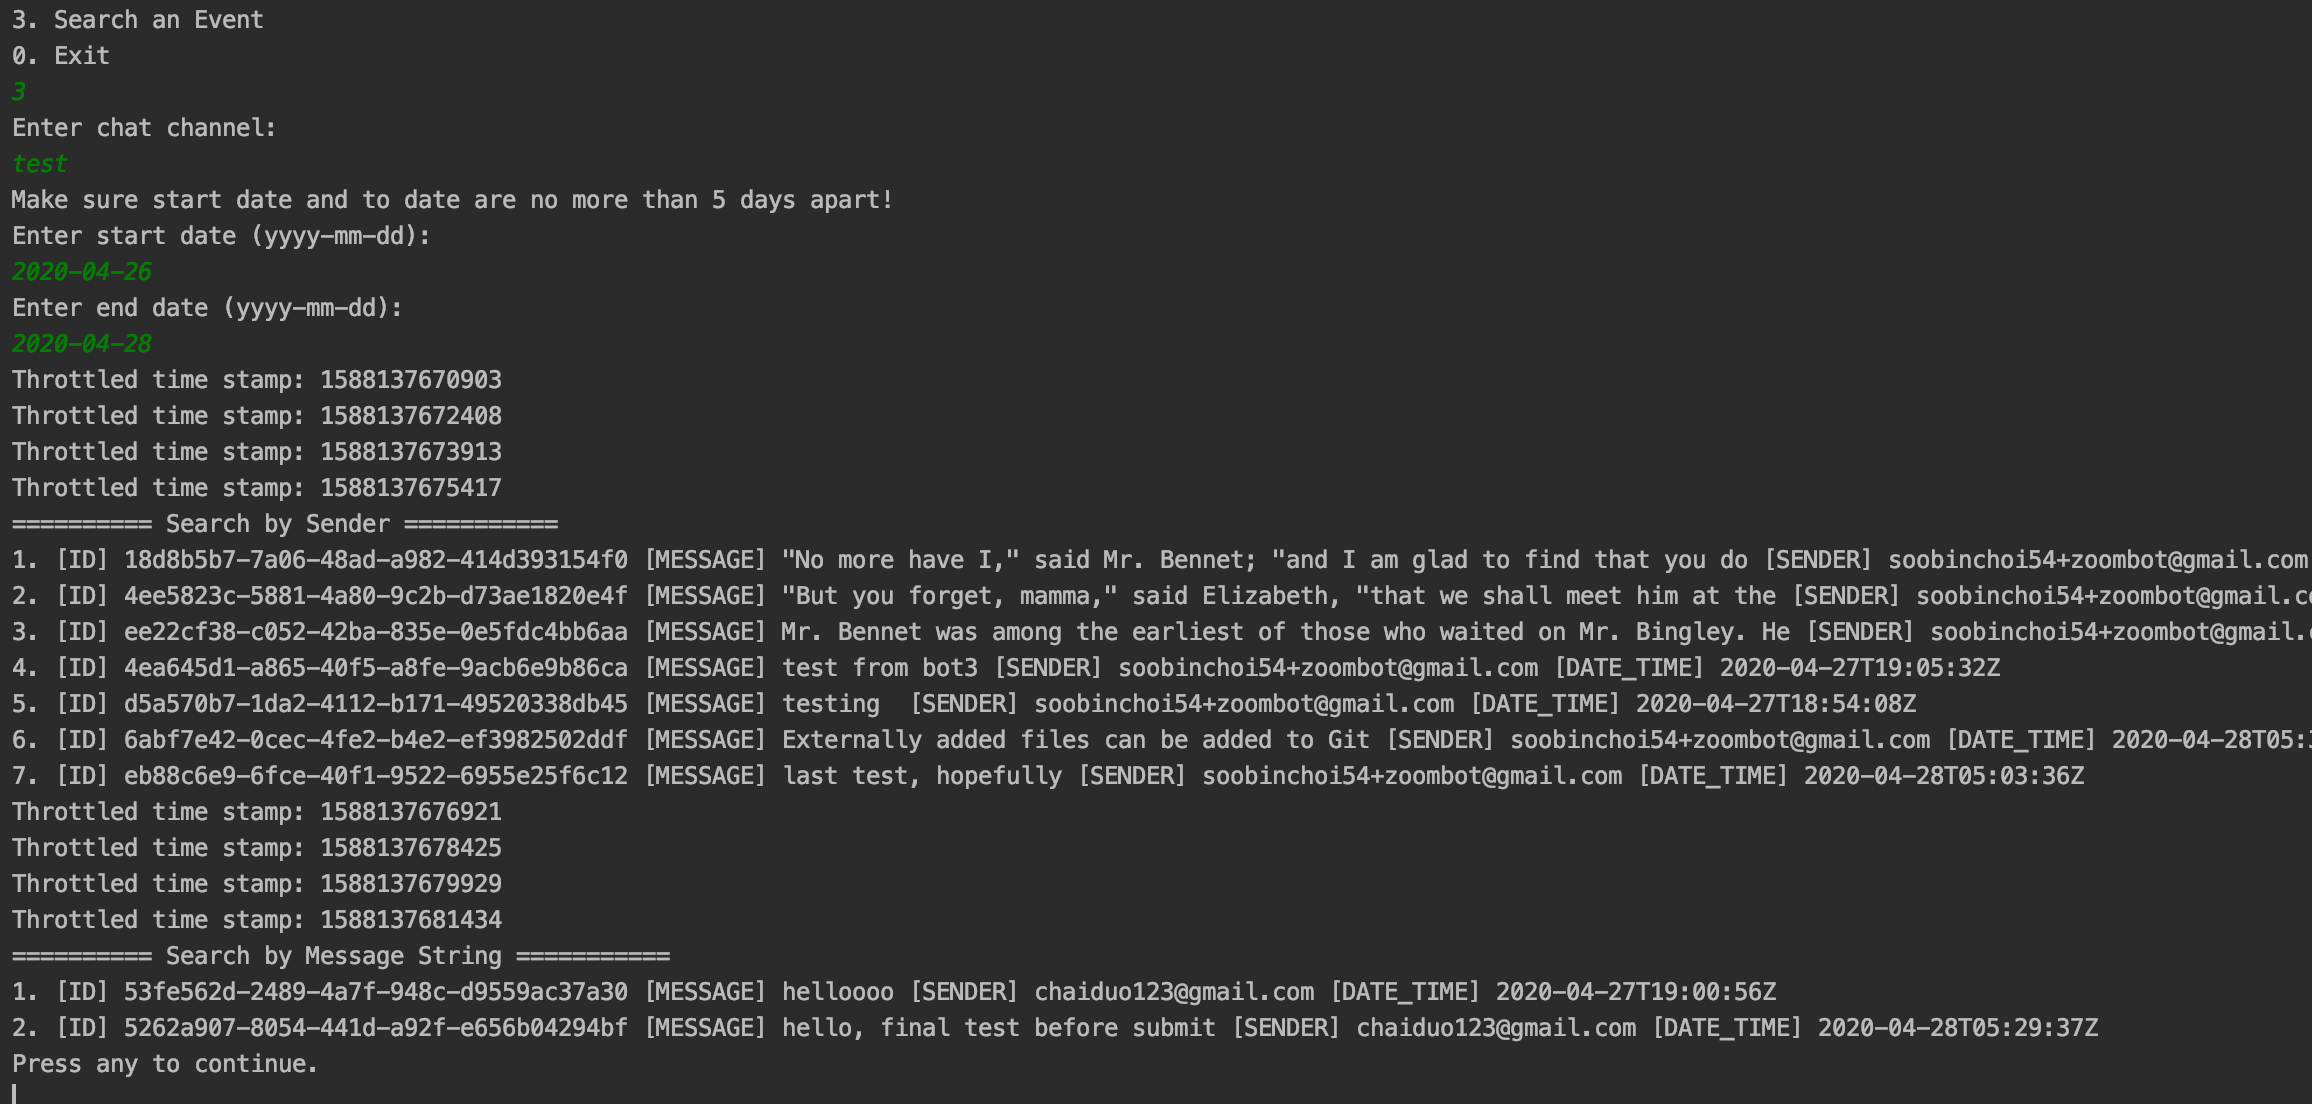 3. Search an Event
0. Exit
3
Enter chat channel:
test
Make sure start date and to date are no more than 5 days apart!
Enter start date (yyyy-mm-dd):
2020-04-26
Enter end date (yyyy-mm-dd):
2020-04-28
Throttled time stamp: 1588137670903
Throttled time stamp: 1588137672408
Throttled time stamp: 1588137673913
Throttled time stamp: 1588137675417
========== Search by Sender ===========
1. [ID] 18d8b5b7-7a06-48ad-a982-414d393154f0 [MESSAGE] "No more have I," said Mr. Bennet; "and I am glad to find that you do [SENDER] soobinchoi54+zoombot@gmail.com
2. [ID] 4ee5823c-5881-4a80-9c2b-d73ae1820e4f [MESSAGE] "But you forget, mamma," said Elizabeth, "that we shall meet him at the [SENDER] soobinchoi54+zoombot@gmail.c
3. [ID] ee22cf38-c052-42ba-835e-0e5fdc4bb6aa [MESSAGE] Mr. Bennet was among the earliest of those who waited on Mr. Bingley. He [SENDER] soobinchoi54+zoombot@gmail.
4. [ID] 4ea645d1-a865-40f5-a8fe-9acb6e9b86ca [MESSAGE] test from bot3 [SENDER] soobinchoi54+zoombot@gmail.com [DATE_TIME] 2020-04-27T19:05:32Z
5. [ID] d5a570b7-1da2-4112-b171-49520338db45 [MESSAGE] testing  [SENDER] soobinchoi54+zoombot@gmail.com [DATE_TIME] 2020-04-27T18:54:08Z
6. [ID] 6abf7e42-0cec-4fe2-b4e2-ef3982502ddf [MESSAGE] Externally added files can be added to Git [SENDER] soobinchoi54+zoombot@gmail.com [DATE_TIME] 2020-04-28T05:
7. [ID] eb88c6e9-6fce-40f1-9522-6955e25f6c12 [MESSAGE] last test, hopefully [SENDER] soobinchoi54+zoombot@gmail.com [DATE_TIME] 2020-04-28T05:03:36Z
Throttled time stamp: 1588137676921
Throttled time stamp: 1588137678425
Throttled time stamp: 1588137679929
Throttled time stamp: 1588137681434
========== Search by Message String ===========
1. [ID] 53fe562d-2489-4a7f-948c-d9559ac37a30 [MESSAGE] helloooo [SENDER] chaiduo123@gmail.com [DATE_TIME] 2020-04-27T19:00:56Z
2. [ID] 5262a907-8054-441d-a92f-e656b04294bf [MESSAGE] hello, final test before submit [SENDER] chaiduo123@gmail.com [DATE_TIME] 2020-04-28T05:29:37Z
Press any to continue.